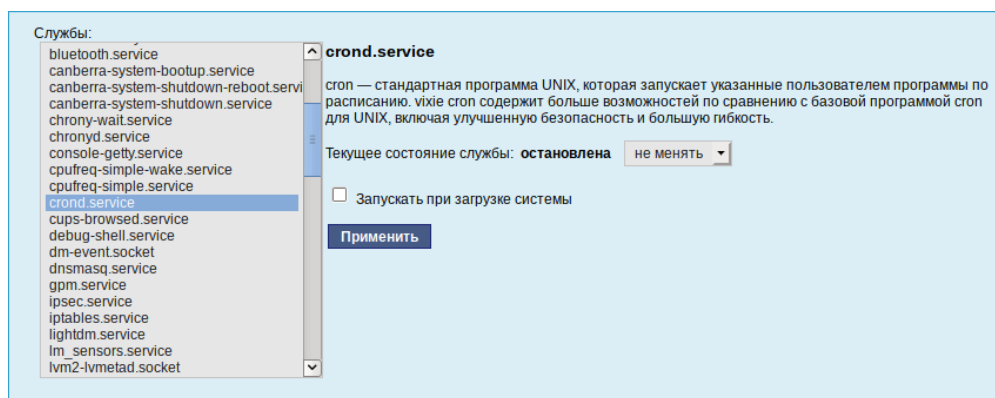 Службы:
bluetooth.service
canberra-system-bootup.service
canberra-system-shutdown-reboot.servi
canberra-system-shutdown.service
chrony-wait.service
chronyd.service
console-getty.service
cpufreq-simple-wake.service
cpufreq-simple.service
crond.service
cups-browsed.service
debug-shell.service
dm-event.socket
dnsmasq.service
gpm.service
ipsec.service
iptables.service
lightdm.service
lm_sensors.service
lvm2-lvmetad.socket
crond.service
cron — стандартная программа UNIX, которая запускает указанные пользователем программы по
расписанию. vixie cron содержит больше возможностей по сравнению с базовой программой cron
для UNIX, включая улучшенную безопасность и большую гибкость.
Текущее состояние службы: остановлена не менять
Запускать при загрузке системы
Применить